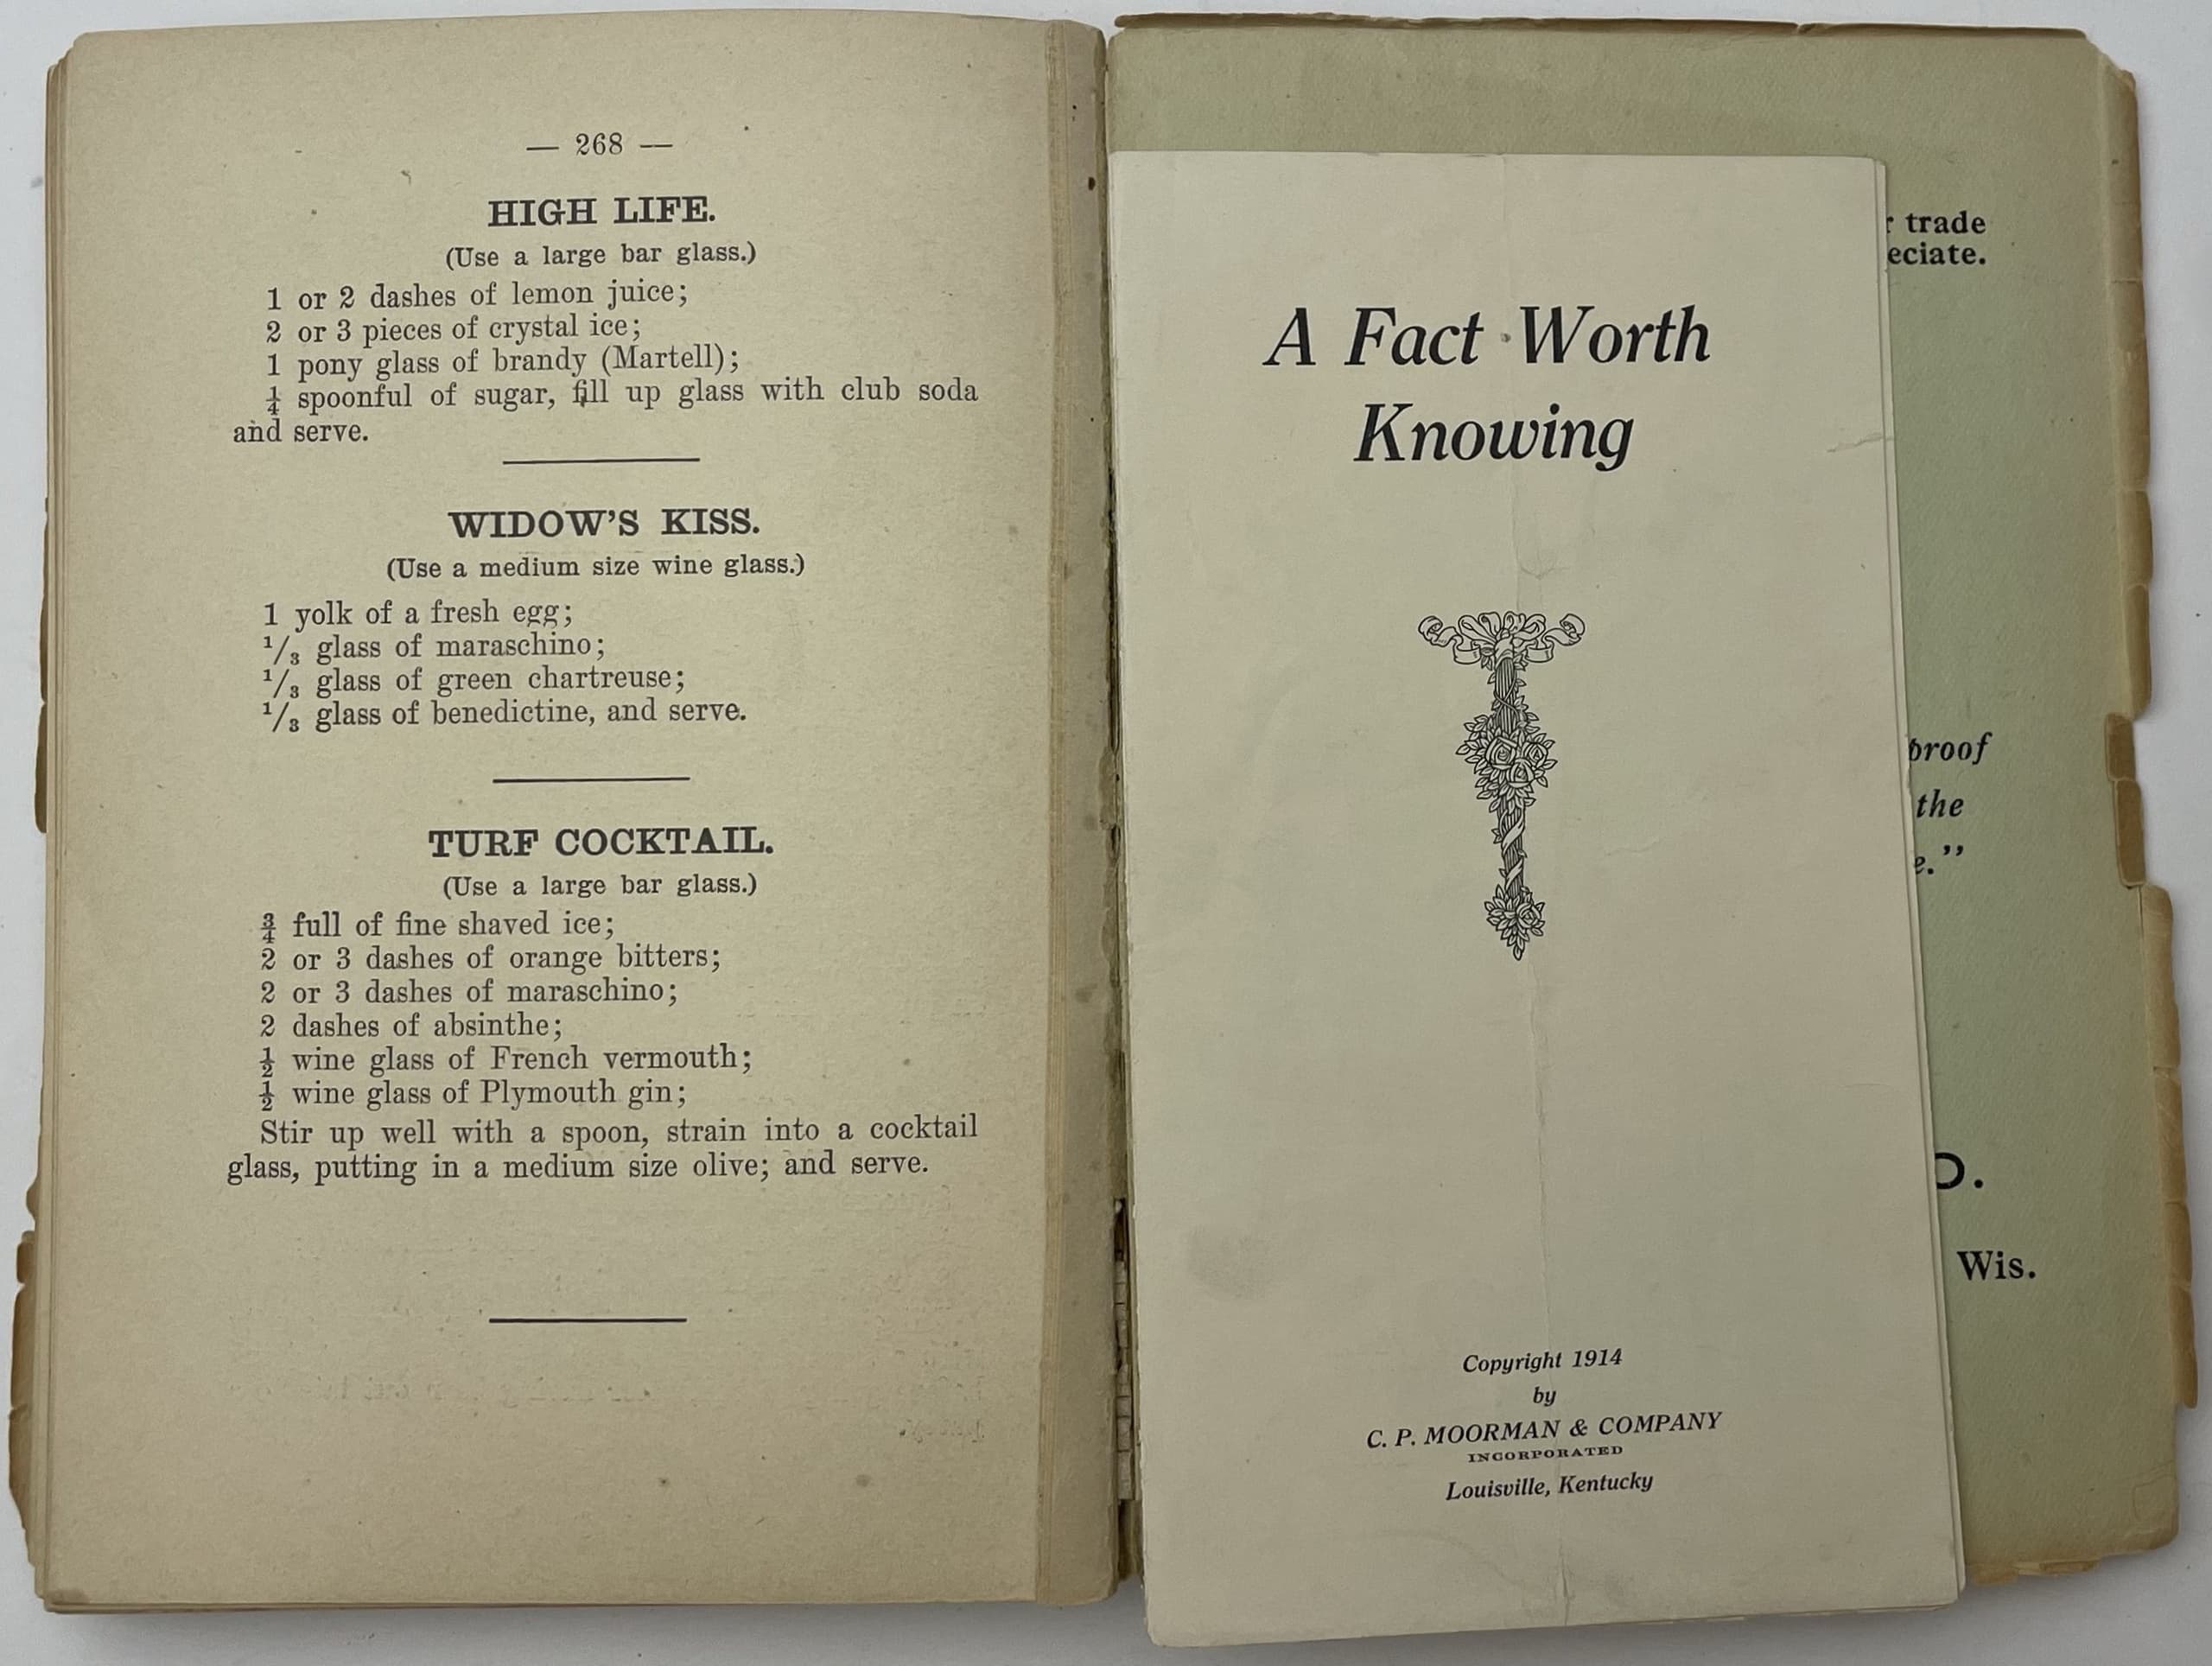 — 268 —
HIGH LIFE.
(Use a large bar glass.)
1 or 2 dashes of lemon juice;
2 or 3 pieces of crystal ice;
1 pony glass of brandy (Martell);
¼ spoonful of sugar, fill up glass with club soda
and serve.
WIDOW'S KISS.
(Use a medium size wine glass.)
1 yolk of a fresh egg;
1/3 glass of maraschino;
1/3 glass of green chartreuse;
1/3 glass of benedictine, and serve.
TURF COCKTAIL.
(Use a large bar glass.)
¾ full of fine shaved ice;
2 or 3 dashes of orange bitters;
2 or 3 dashes of maraschino;
2 dashes of absinthe;
½ wine glass of French vermouth;
½ wine glass of Plymouth gin;
Stir up well with a spoon, strain into a cocktail
glass, putting in a medium size olive; and serve.
A Fact Worth
Knowing
Copyright 1914
by
C. P. MOORMAN & COMPANY
INCORPORATED
Louisville, Kentucky
trade
eciate.
proof
the
e."
Wis.